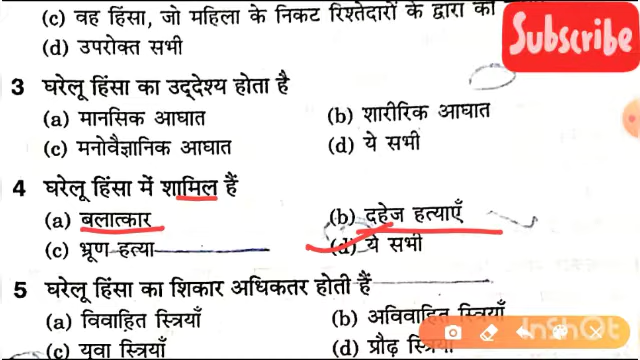 (c) वह हिंसा, जो महिला के निकट रिश्तेदारों के द्वारा की
(d) उपरोक्त सभी
Subscribe
3 घरेलू हिंसा का उद्देश्य होता है
(a) मानसिक आघात (b) शारीरिक आघात
(c) मनोवैज्ञानिक आघात (d) ये सभी
4 घरेलू हिंसा में शामिल हैं
(a) बलात्कार (b) दहेज हत्याएँ
(c) भ्रूण हत्या (d) ये सभी
5 घरेलू हिंसा का शिकार अधिकतर होती हैं
(a) विवाहित स्त्रियाँ (b) अविवाहित स्त्रियाँ
(c) युवा स्त्रियाँ (d) प्रौढ़ स्त्रियाँ
InShOt